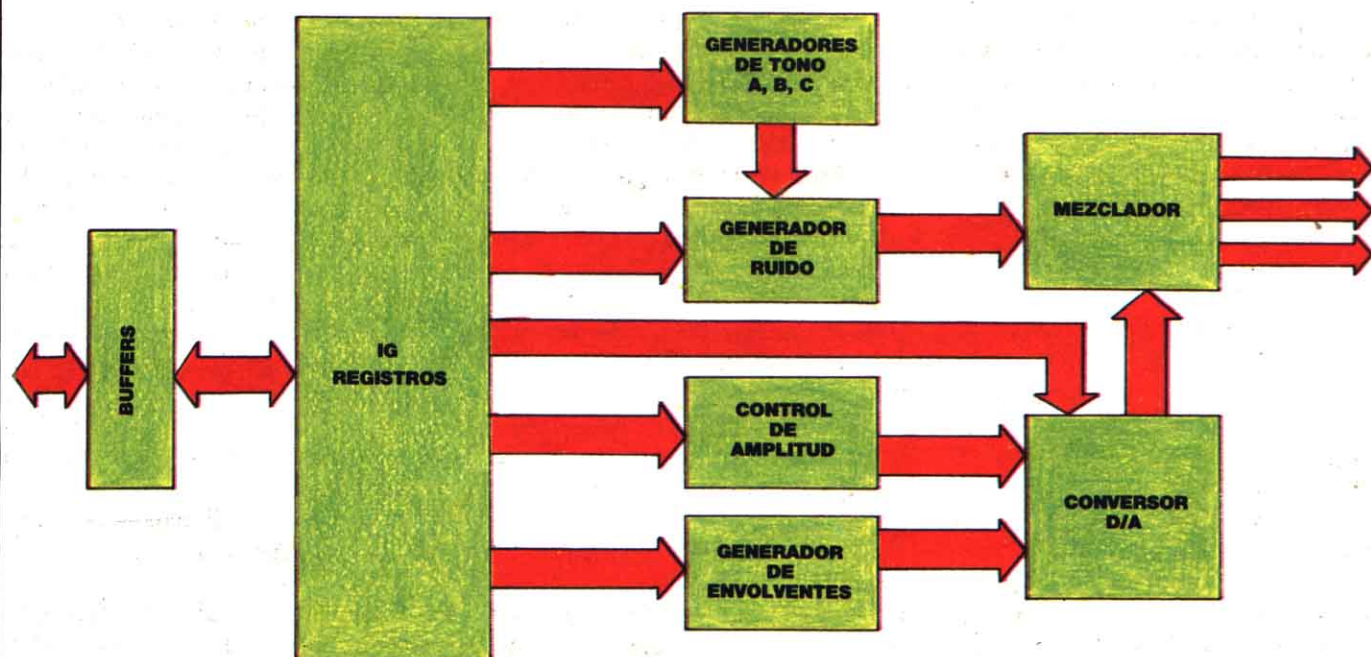 GENERADORES
DE TONO
A, B, C
GENERADOR
DE
RUIDO
MEZCLADOR
BUFFERS
IG
REGISTROS
CONTROL
DE
AMPLITUD
CONVERSOR
D/A
GENERADOR
DE
ENVOLVENTES